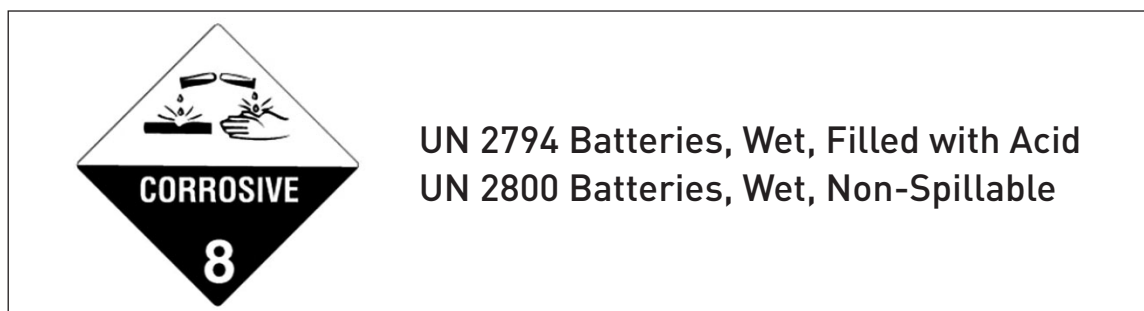 CORROSIVE
8
UN 2794 Batteries, Wet, Filled with Acid
UN 2800 Batteries, Wet, Non-Spillable